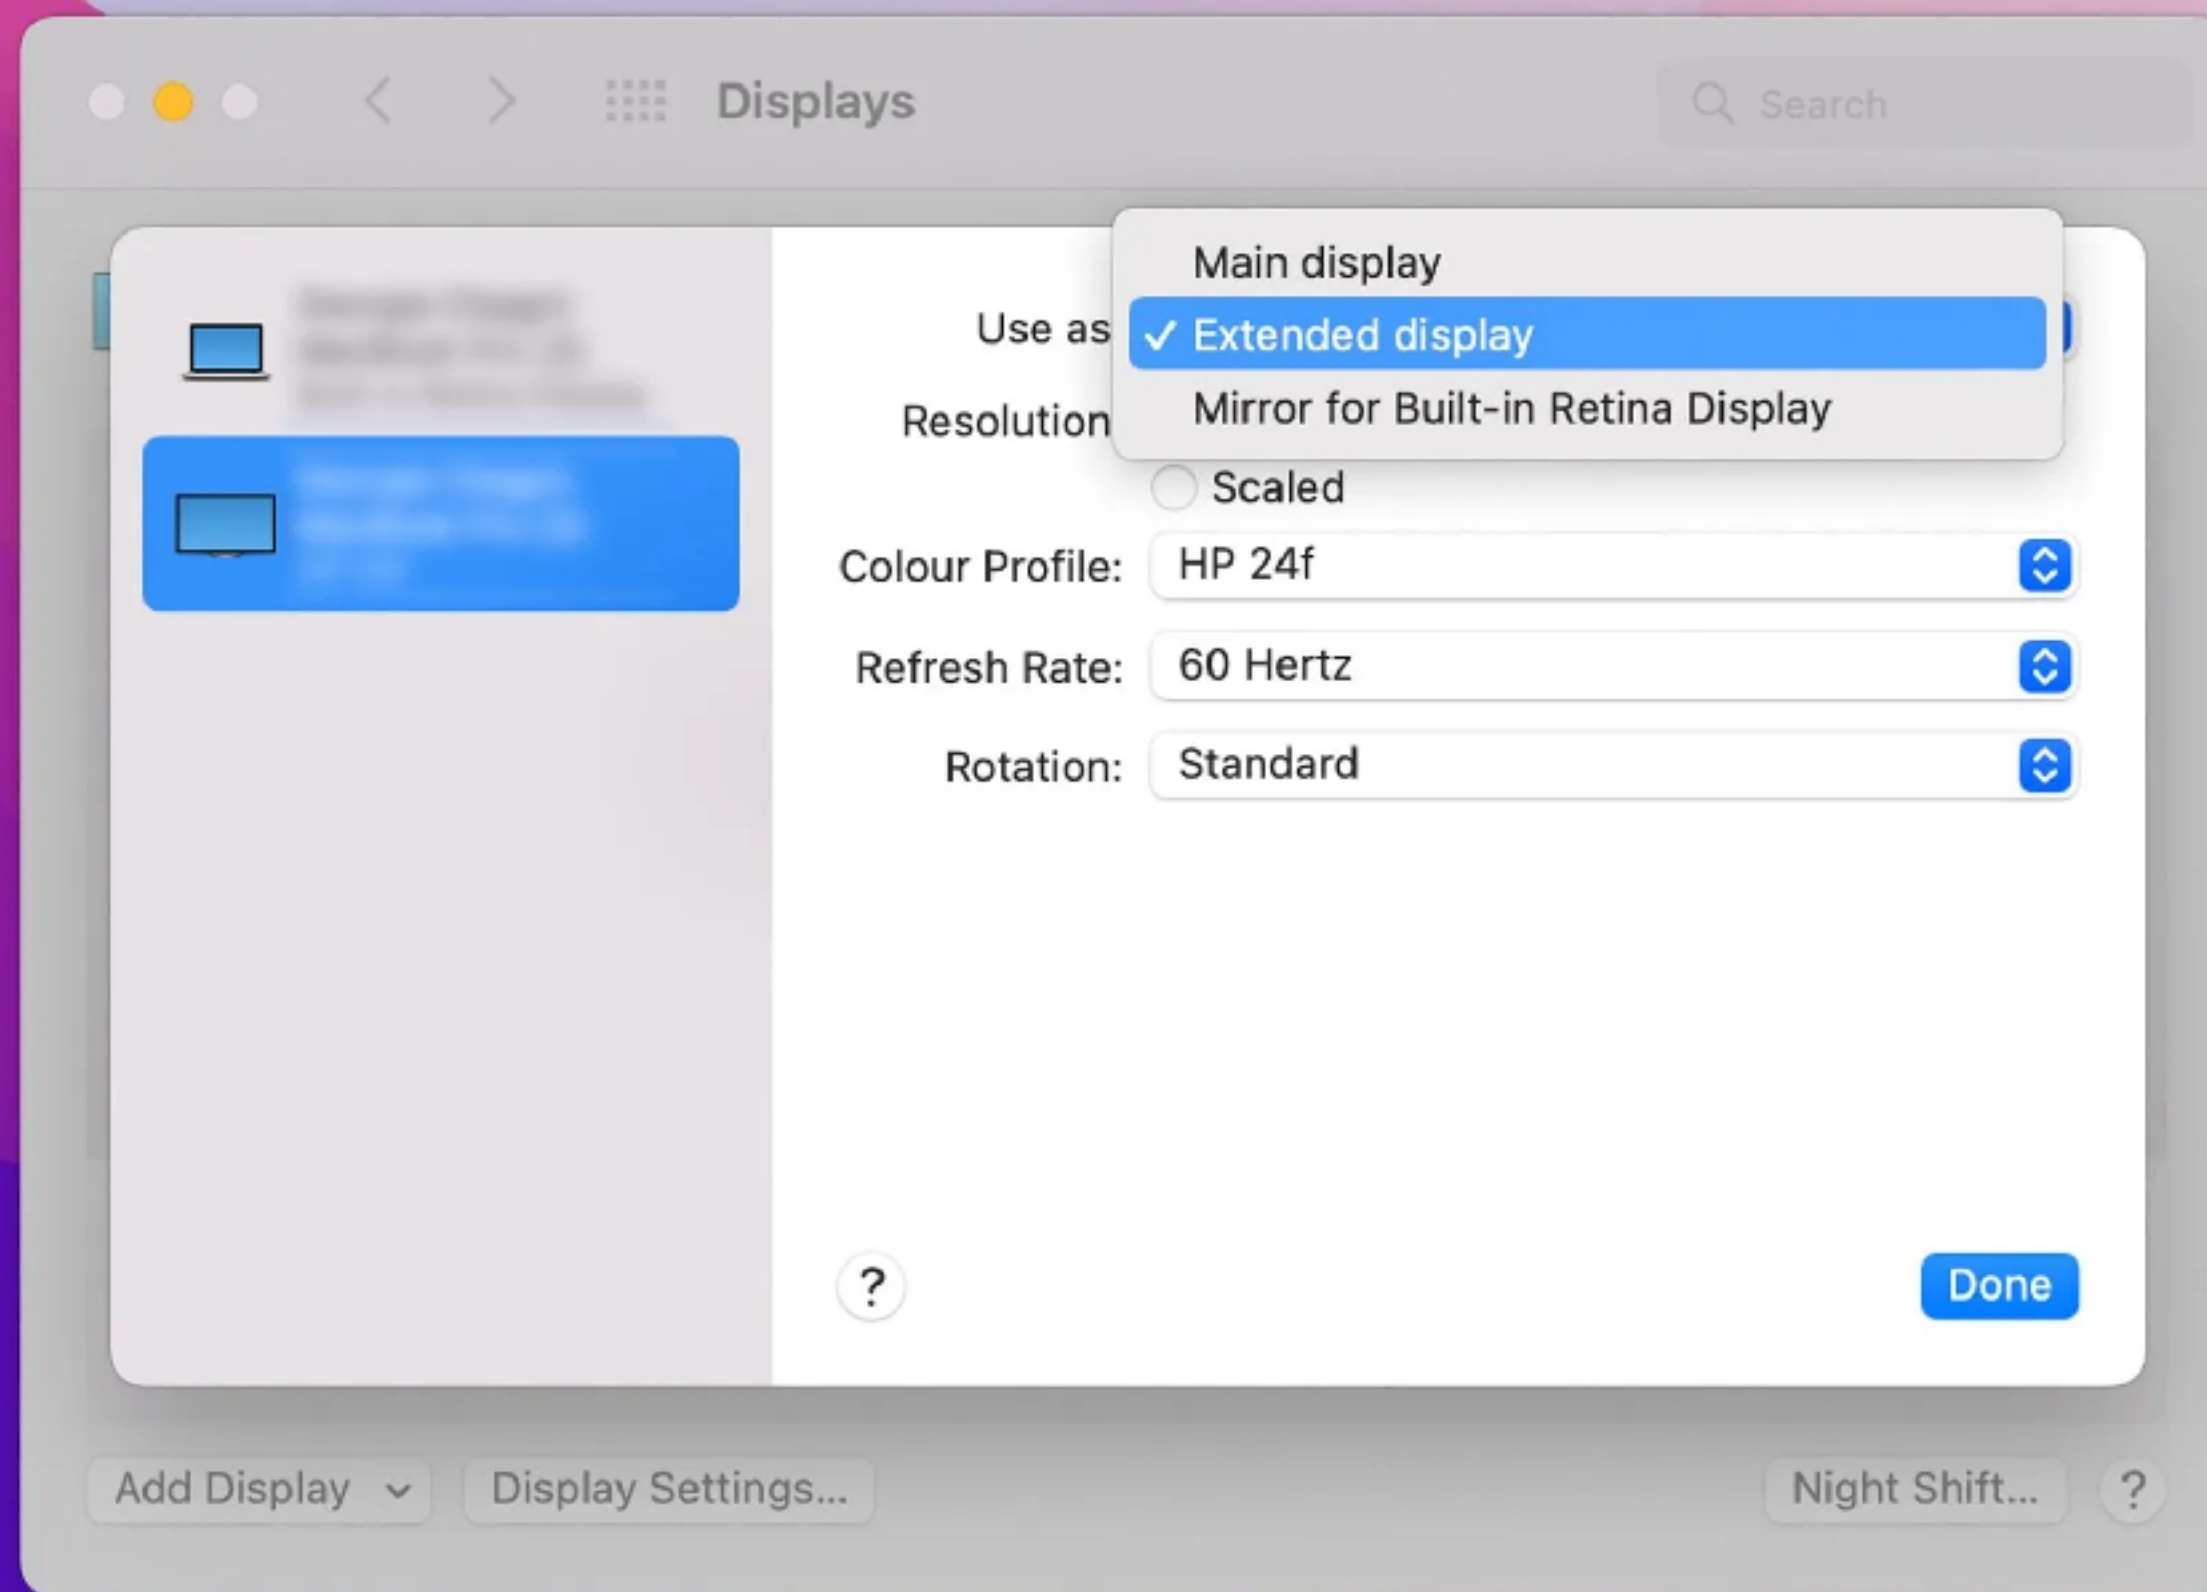 Displays
Search
Main display
Use as
✓ Extended display
Resolution
Mirror for Built-in Retina Display
Scaled
Colour Profile: HP 24f
Refresh Rate: 60 Hertz
Rotation: Standard
?
Done
Add Display
Display Settings...
Night Shift...
?